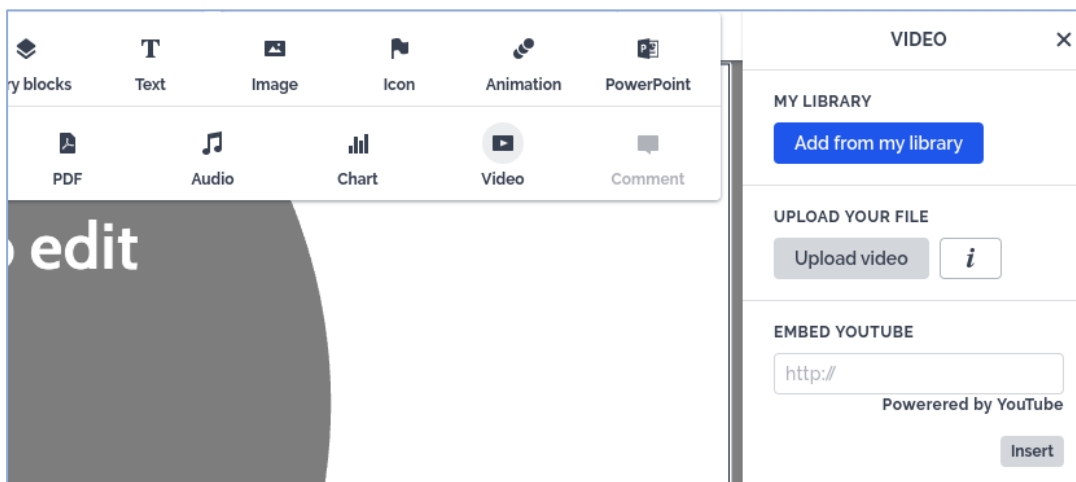 ry blocks
Text
Image
Icon
Animation
PowerPoint
PDF
Audio
Chart
Video
Comment
edit
VIDEO
MY LIBRARY
Add from my library
UPLOAD YOUR FILE
Upload video
i
EMBED YOUTUBE
http://
Powerered by YouTube
Insert